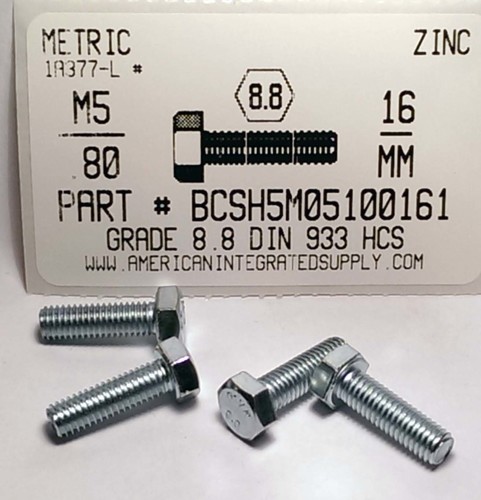 METRIC ZINC
1A377-L #
M5 8.8 16
80 MM
PART # BCSH5M05100161
GRADE 8.8 DIN 933 HCS
WWW.AMERICANINTEGRATEDSUPPLY.COM